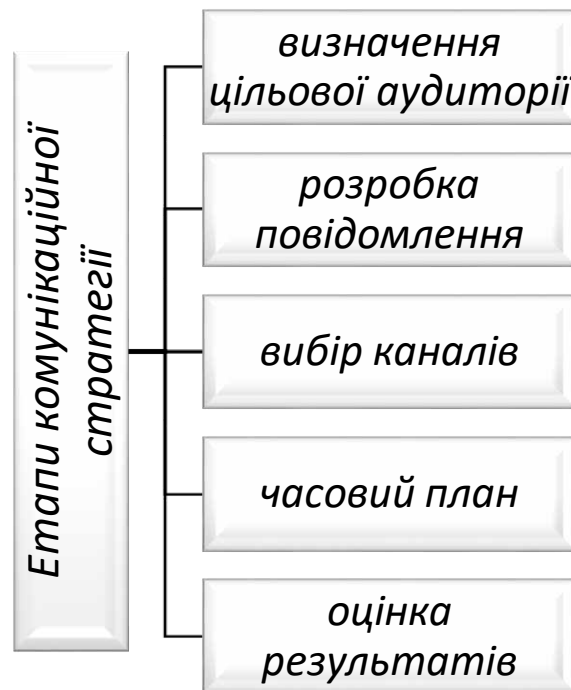 Етапи комунікаційної
стратегії
визначення
цільової аудиторії
розробка
повідомлення
вибір каналів
часовий план
оцінка
результатів